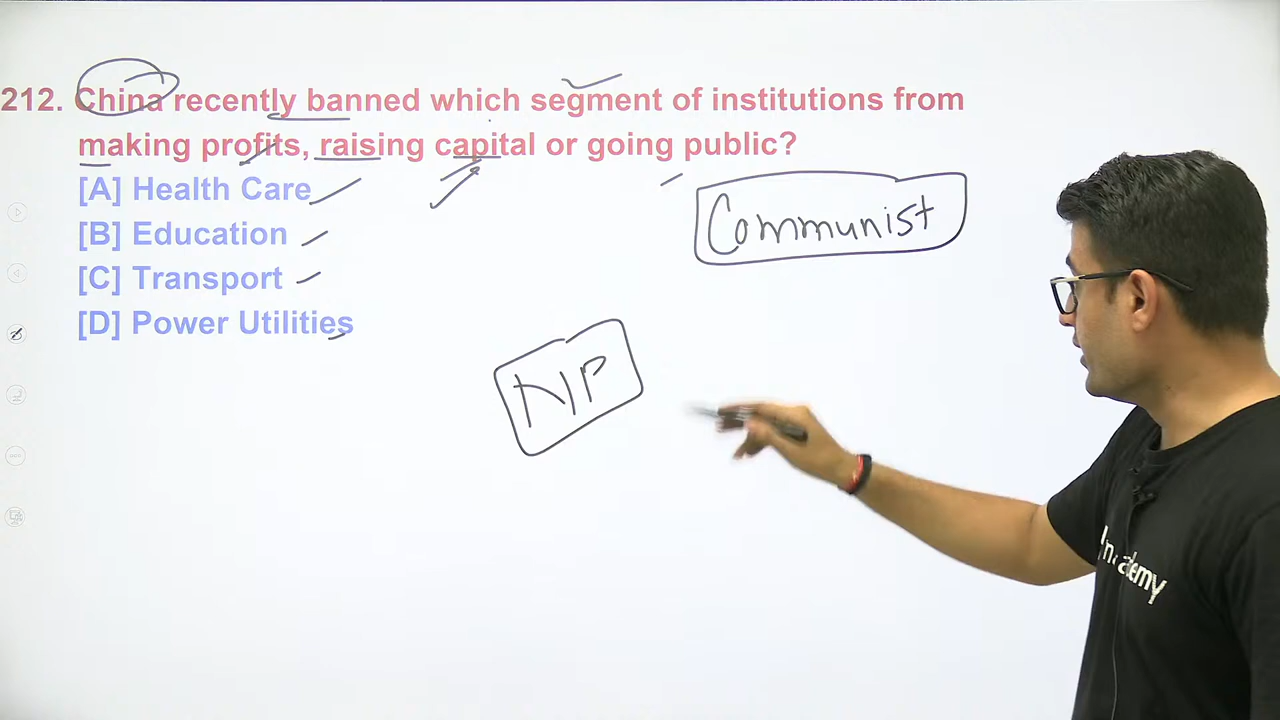 212. China recently banned which segment of institutions from
making profits, raising capital or going public?
[A] Health Care
[B] Education
[C] Transport
[D] Power Utilities
Communist
NP